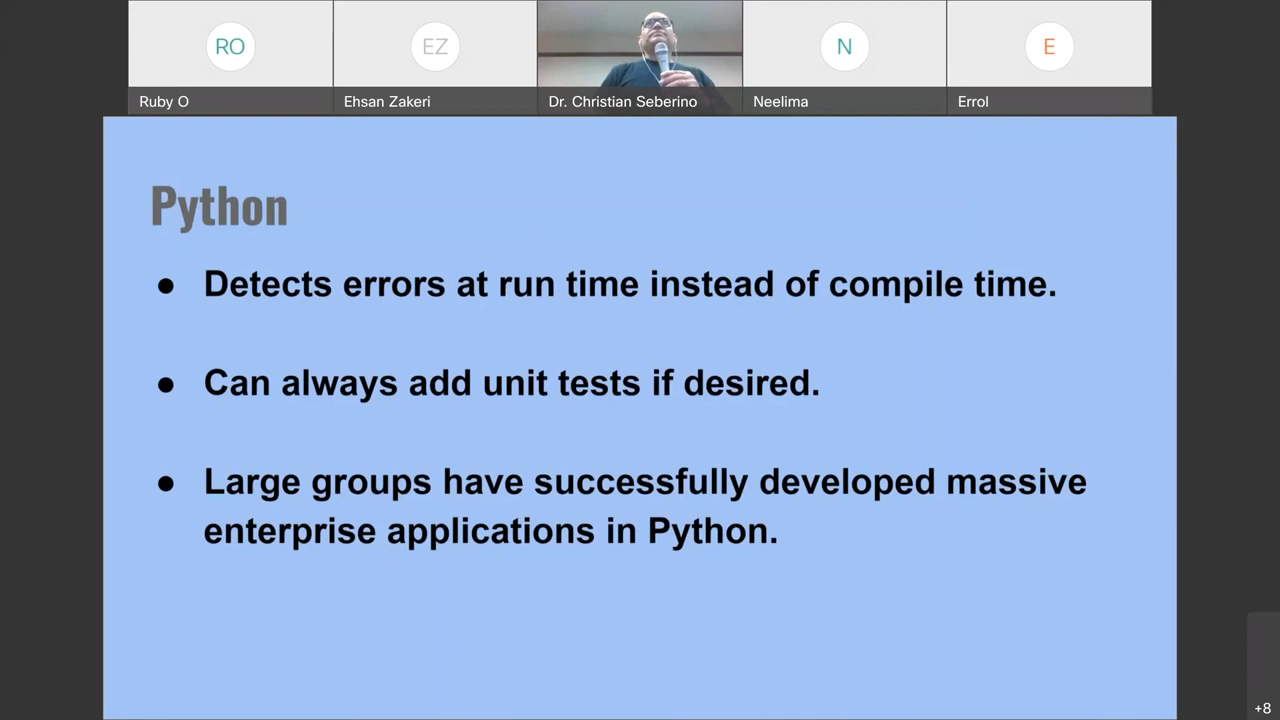 RO
EZ
N
E
Ruby O
Ehsan Zakeri
Dr. Christian Seberino
Neelima
Errol
Python
● Detects errors at run time instead of compile time.
● Can always add unit tests if desired.
● Large groups have successfully developed massive
enterprise applications in Python.
+8